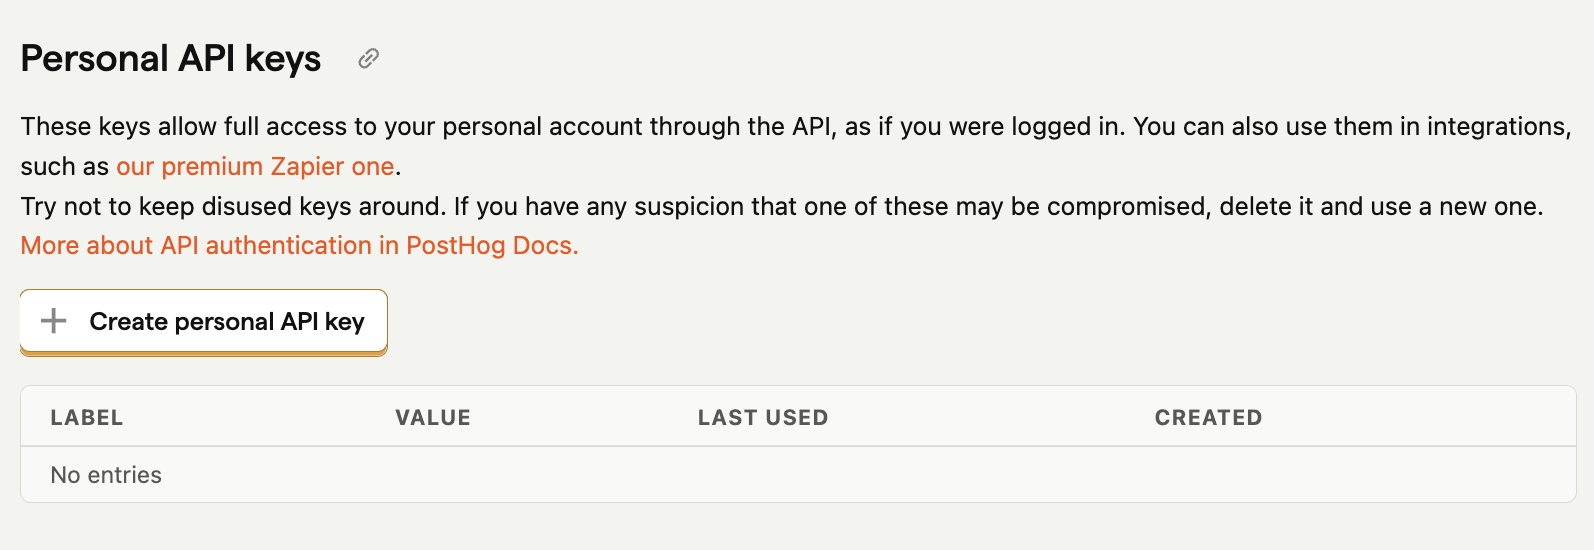 Personal API keys
These keys allow full access to your personal account through the API, as if you were logged in. You can also use them in integrations,
such as our premium Zapier one.
Try not to keep disused keys around. If you have any suspicion that one of these may be compromised, delete it and use a new one.
More about API authentication in PostHog Docs.
Create personal API key
LABEL VALUE LAST USED CREATED
No entries